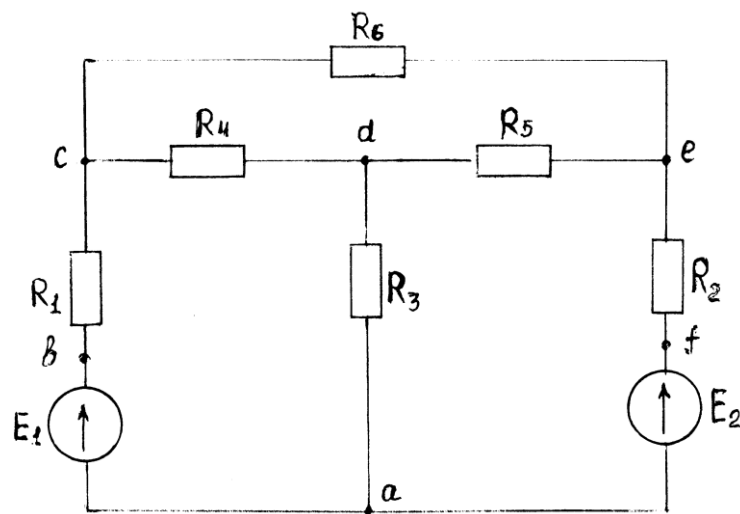 R₆
R₄ d R₅
c e
R₁ R₃ R₂
b f
E₁ E₂
a